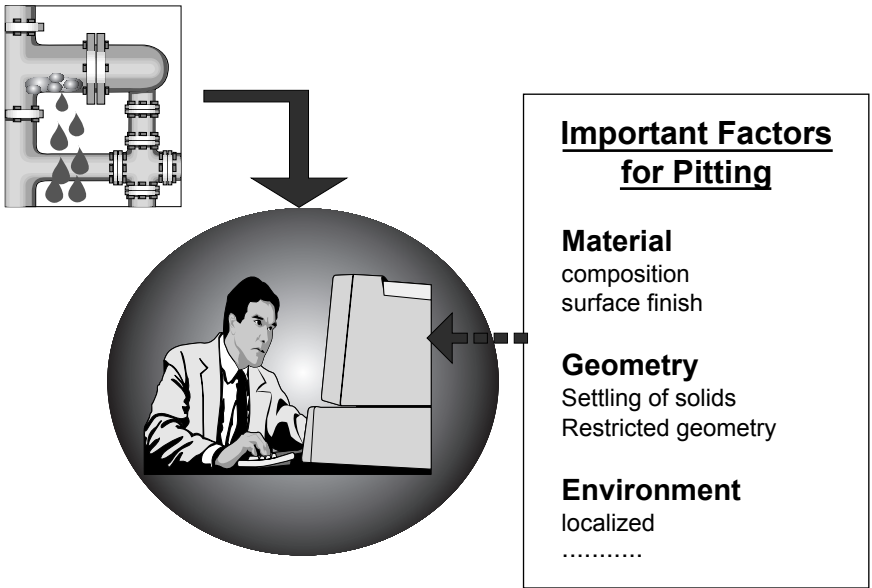 Important Factors
for Pitting
Material
composition
surface finish
Geometry
Settling of solids
Restricted geometry
Environment
localized
...........